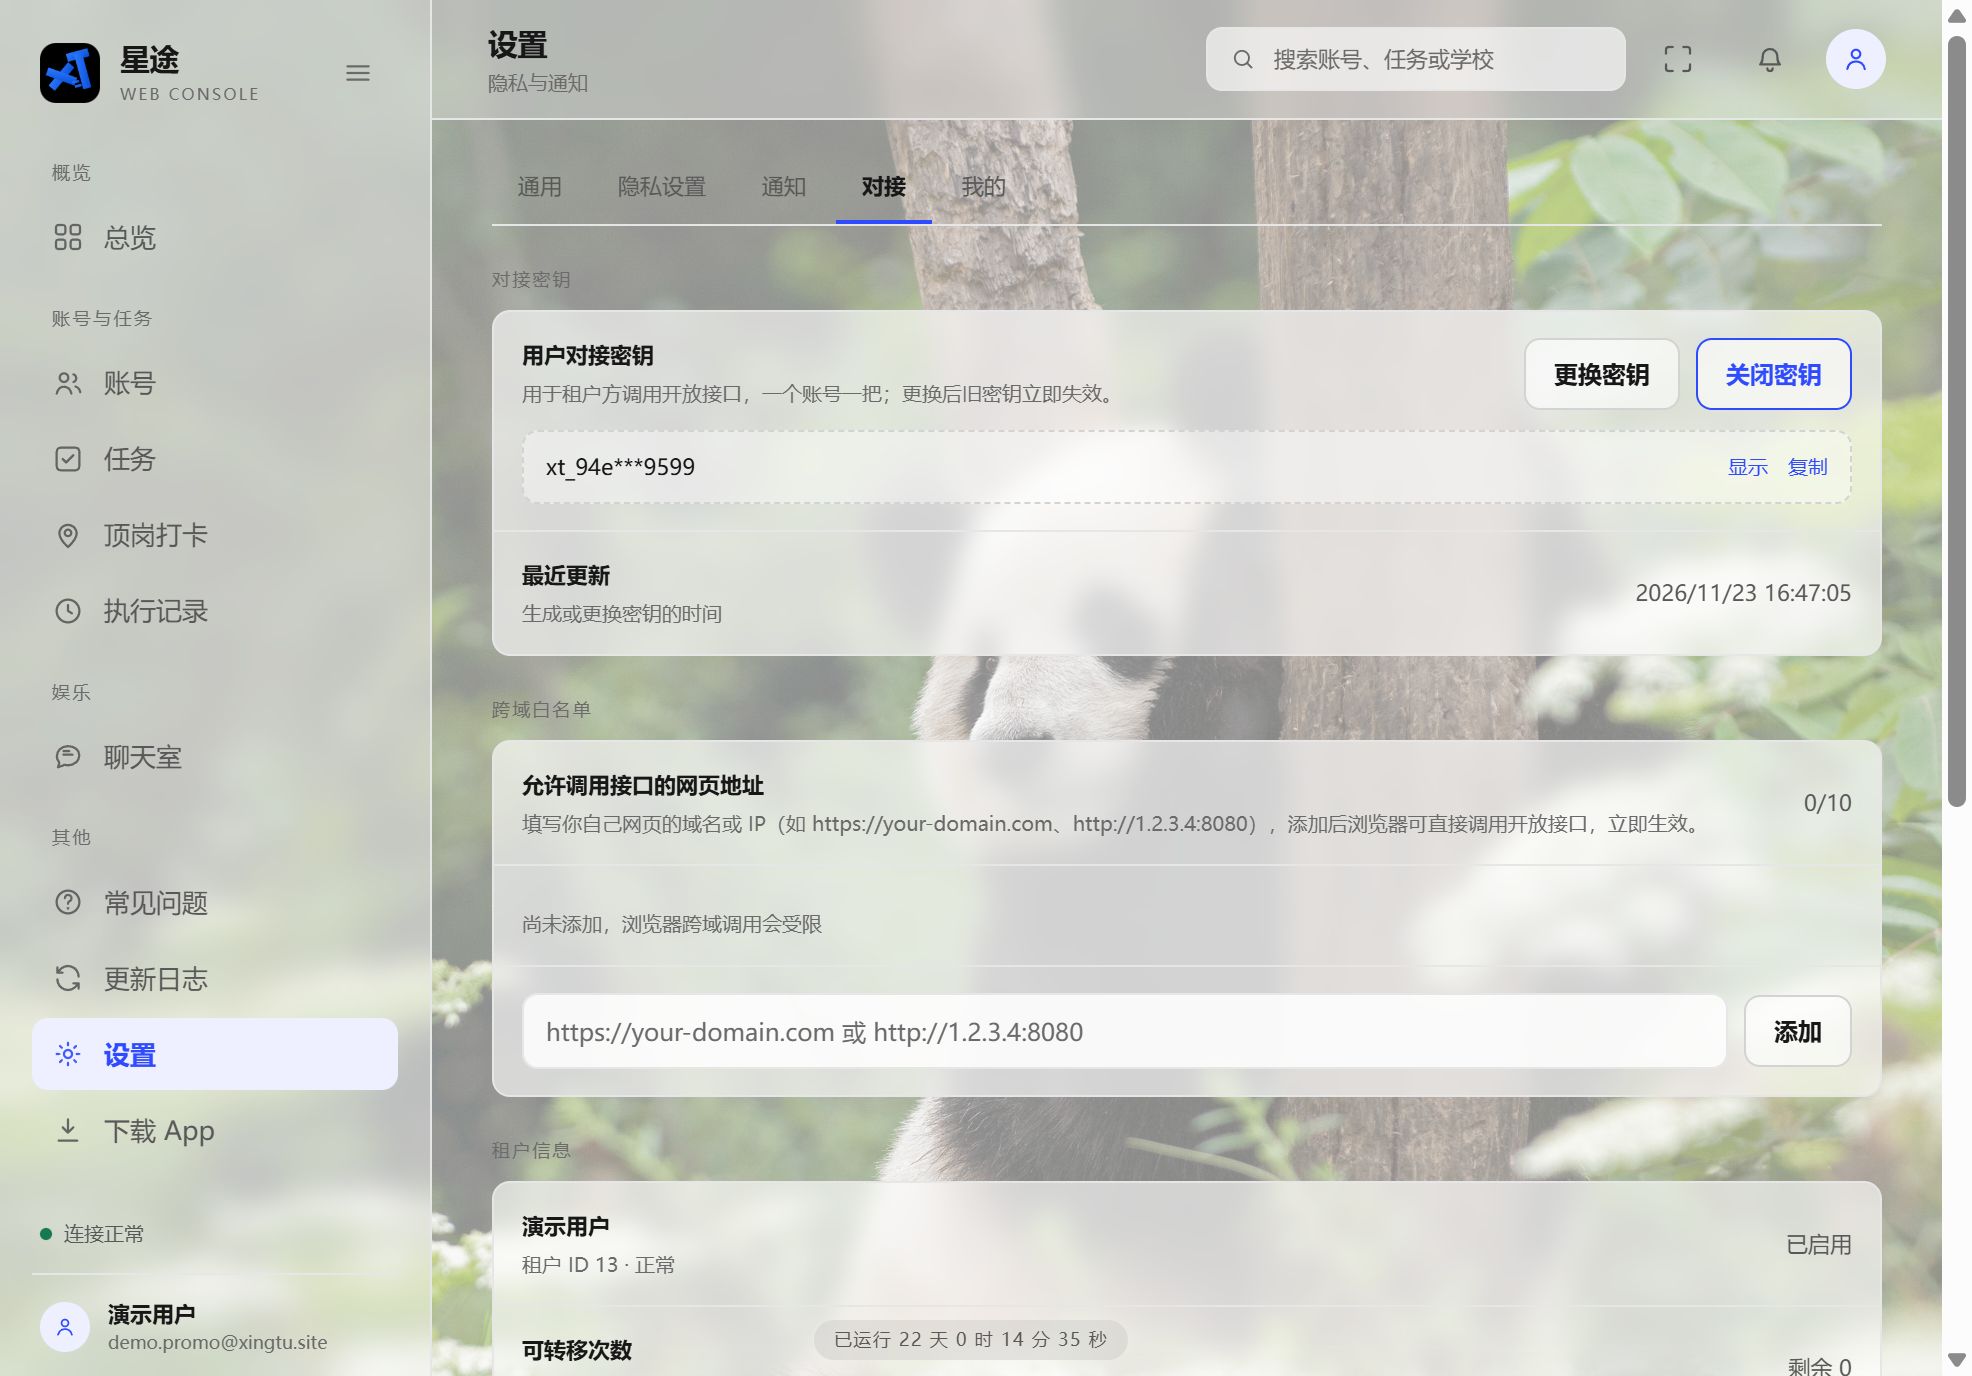 星途
WEB CONSOLE
概览
总览
账号与任务
账号
任务
顶岗打卡
执行记录
娱乐
聊天室
其他
常见问题
更新日志
设置
下载 App
连接正常
演示用户
demo.promo@xingtu.site
设置
隐私与通知
搜索账号、任务或学校
通用 隐私设置 通知 对接 我的
对接密钥
用户对接密钥
用于租户方调用开放接口，一个账号一把；更换后旧密钥立即失效。
更换密钥 关闭密钥
xt_94e***9599
显示 复制
最近更新
生成或更换密钥的时间
2026/11/23 16:47:05
跨域白名单
允许调用接口的网页地址
填写你自己网页的域名或 IP（如 https://your-domain.com、http://1.2.3.4:8080），添加后浏览器可直接调用开放接口，立即生效。
0/10
尚未添加，浏览器跨域调用会受限
https://your-domain.com 或 http://1.2.3.4:8080
添加
租户信息
演示用户
租户 ID 13 · 正常
已启用
可转移次数
剩余 0
已运行 22 天 0 时 14 分 35 秒